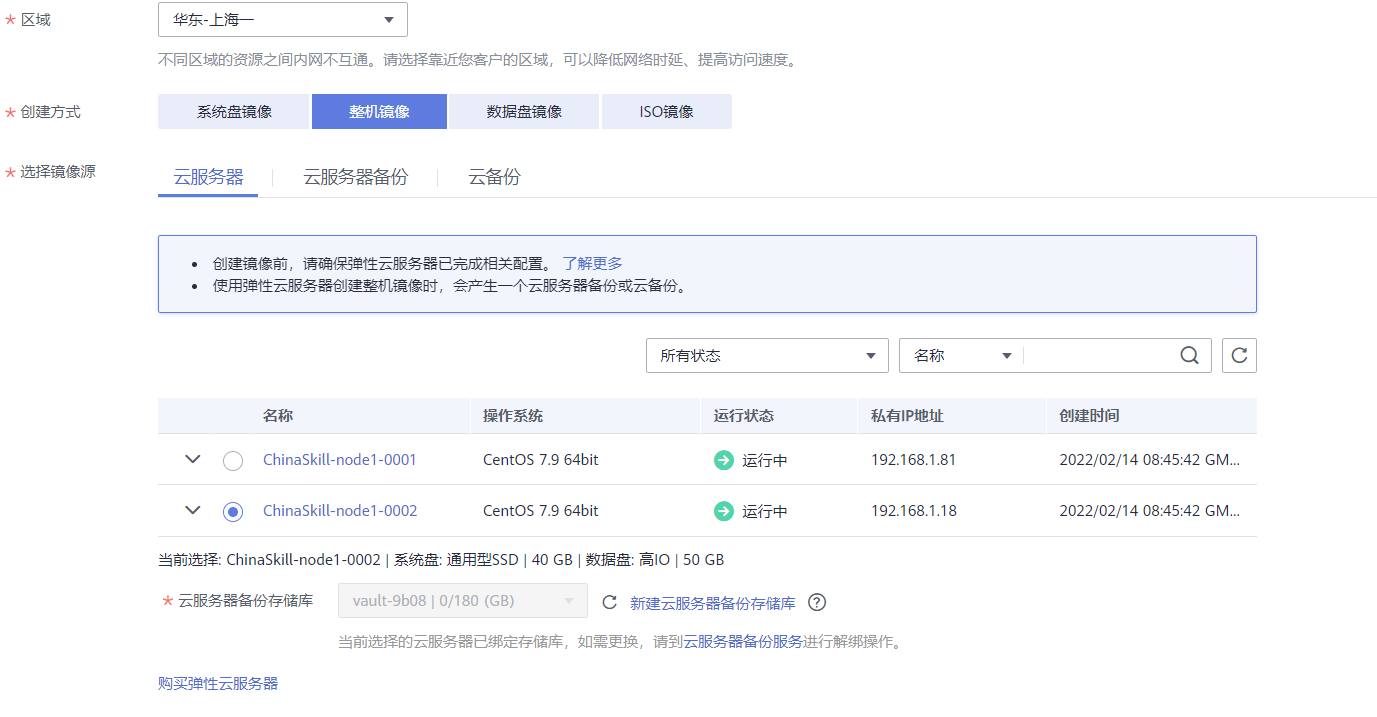 * 区域
华东-上海一
不同区域的资源之间内网不互通。请选择靠近您客户的区域，可以降低网络时延、提高访问速度。
* 创建方式
系统盘镜像 整机镜像 数据盘镜像 ISO镜像
* 选择镜像源
云服务器 云服务器备份 云备份
• 创建镜像前，请确保弹性云服务器已完成相关配置。 了解更多
• 使用弹性云服务器创建整机镜像时，会产生一个云服务器备份或云备份。
所有状态 名称
名称 操作系统 运行状态 私有IP地址 创建时间
ChinaSkill-node1-0001 CentOS 7.9 64bit 运行中 192.168.1.81 2022/02/14 08:45:42 GM...
ChinaSkill-node1-0002 CentOS 7.9 64bit 运行中 192.168.1.18 2022/02/14 08:45:42 GM...
当前选择: ChinaSkill-node1-0002 | 系统盘: 通用型SSD | 40 GB | 数据盘: 高IO | 50 GB
* 云服务器备份存储库 vault-9b08 | 0/180 (GB) 新建云服务器备份存储库 ?
当前选择的云服务器已绑定存储库，如需更换，请到云服务器备份服务进行解绑操作。
购买弹性云服务器